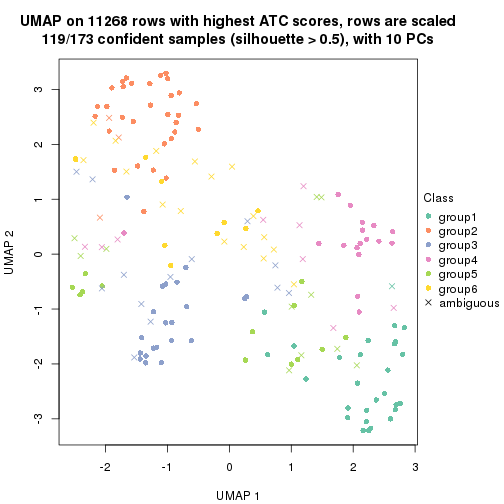 UMAP on 11268 rows with highest ATC scores, rows are scaled
119/173 confident samples (silhouette > 0.5), with 10 PCs
3
2
1
0
-1
-2
-3
UMAP 2
-2
-1
0
1
2
3
UMAP 1
Class
group1
group2
group3
group4
group5
group6
ambiguous